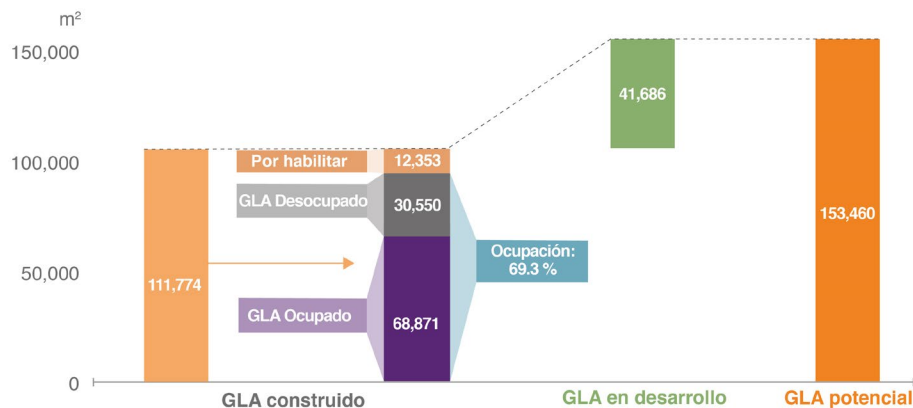 m²
150,000
100,000
50,000
0
111,774
Por habilitar
GLA Desocupado
GLA Ocupado
12,353
30,550
68,871
Ocupación:
69.3 %
41,686
153,460
GLA construido
GLA en desarrollo
GLA potencial